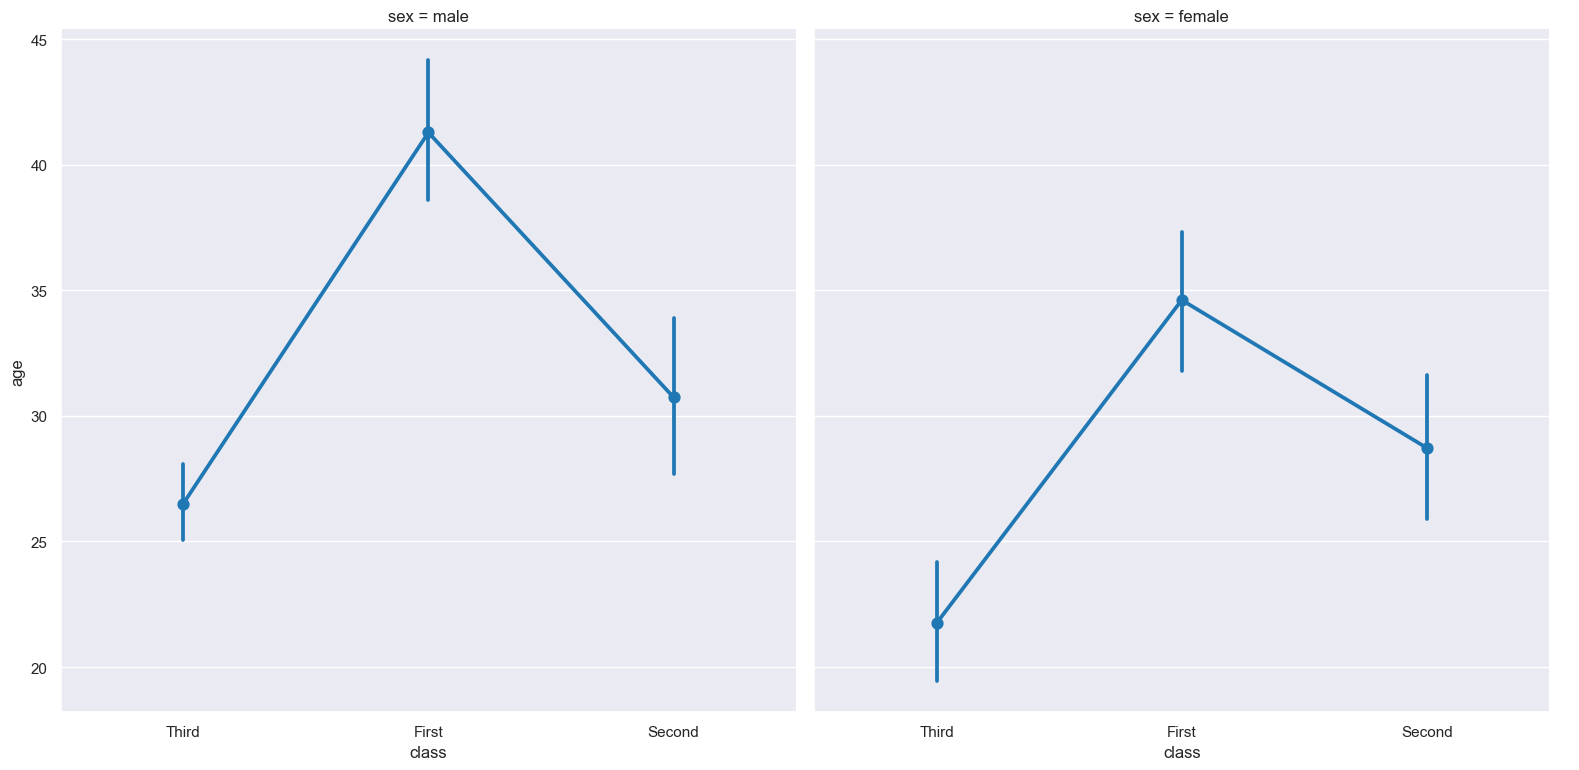 sex = male
sex = female
45
40
35
30
25
20
age
Third First Second
class
Third First Second
class